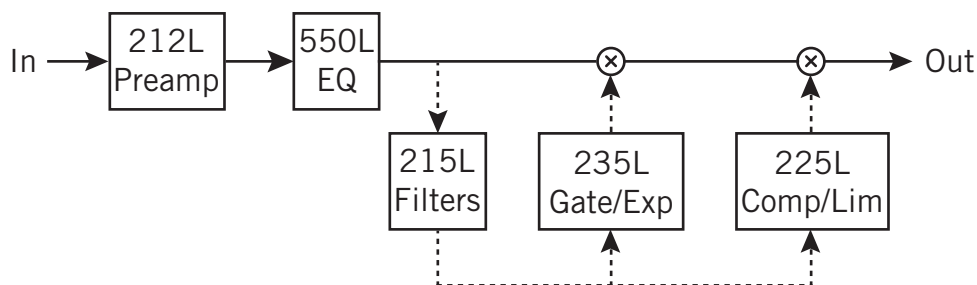 In
212L
Preamp
550L
EQ
Out
215L
Filters
235L
Gate/Exp
225L
Comp/Lim